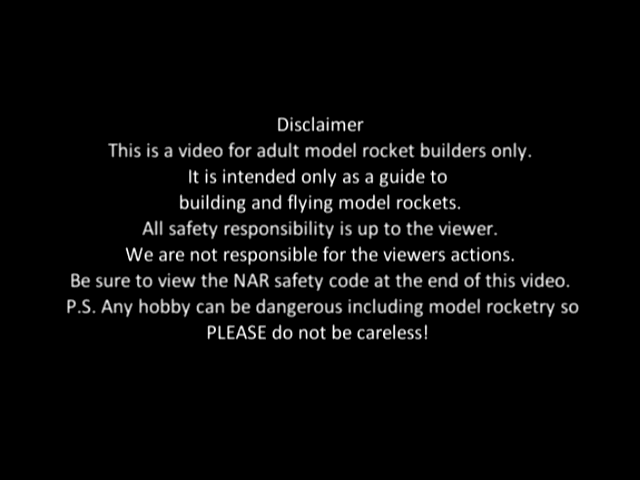 Disclaimer
This is a video for adult model rocket builders only.
It is intended only as a guide to
building and flying model rockets.
All safety responsibility is up to the viewer.
We are not responsible for the viewers actions.
Be sure to view the NAR safety code at the end of this video.
P.S. Any hobby can be dangerous including model rocketry so
PLEASE do not be careless!